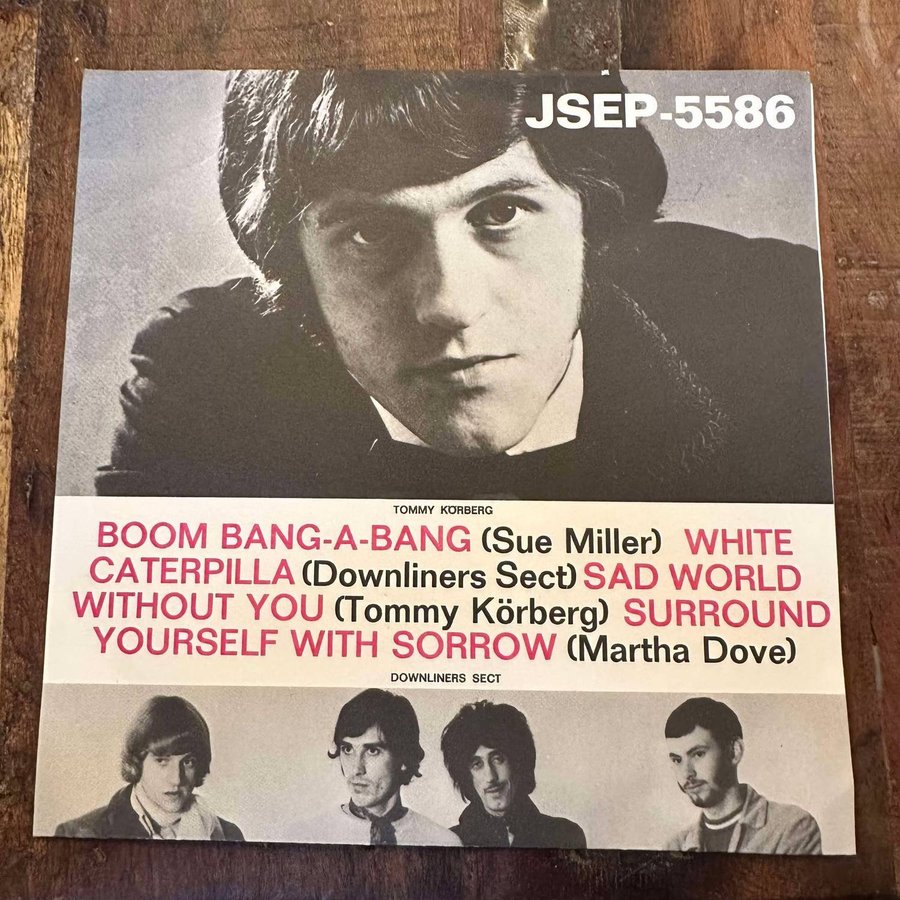 JSEP-5586
TOMMY KÖRBERG
BOOM BANG-A-BANG (Sue Miller) WHITE
CATERPILLA (Downliners Sect) SAD WORLD
WITHOUT YOU (Tommy Körberg) SURROUND
YOURSELF WITH SORROW (Martha Dove)
DOWNLINERS SECT